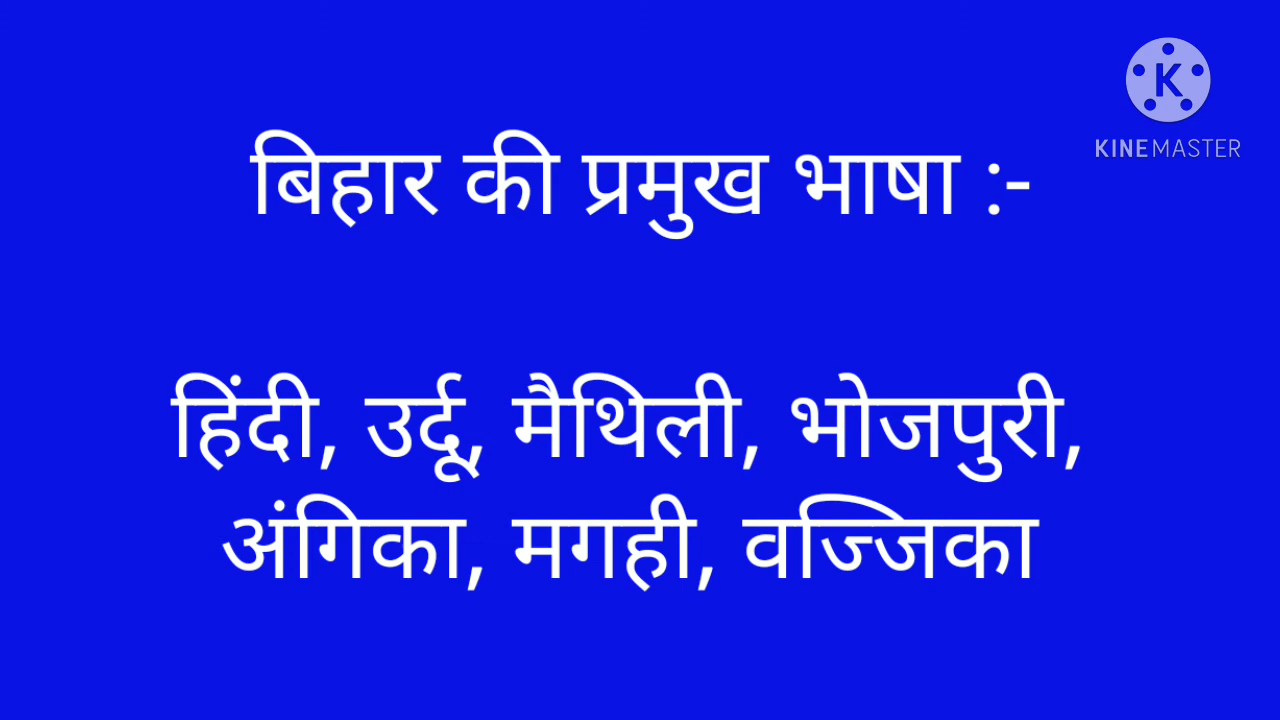 KINEMASTER
बिहार की प्रमुख भाषा :-
हिंदी, उर्दू, मैथिली, भोजपुरी,
अंगिका, मगही, वज्जिका